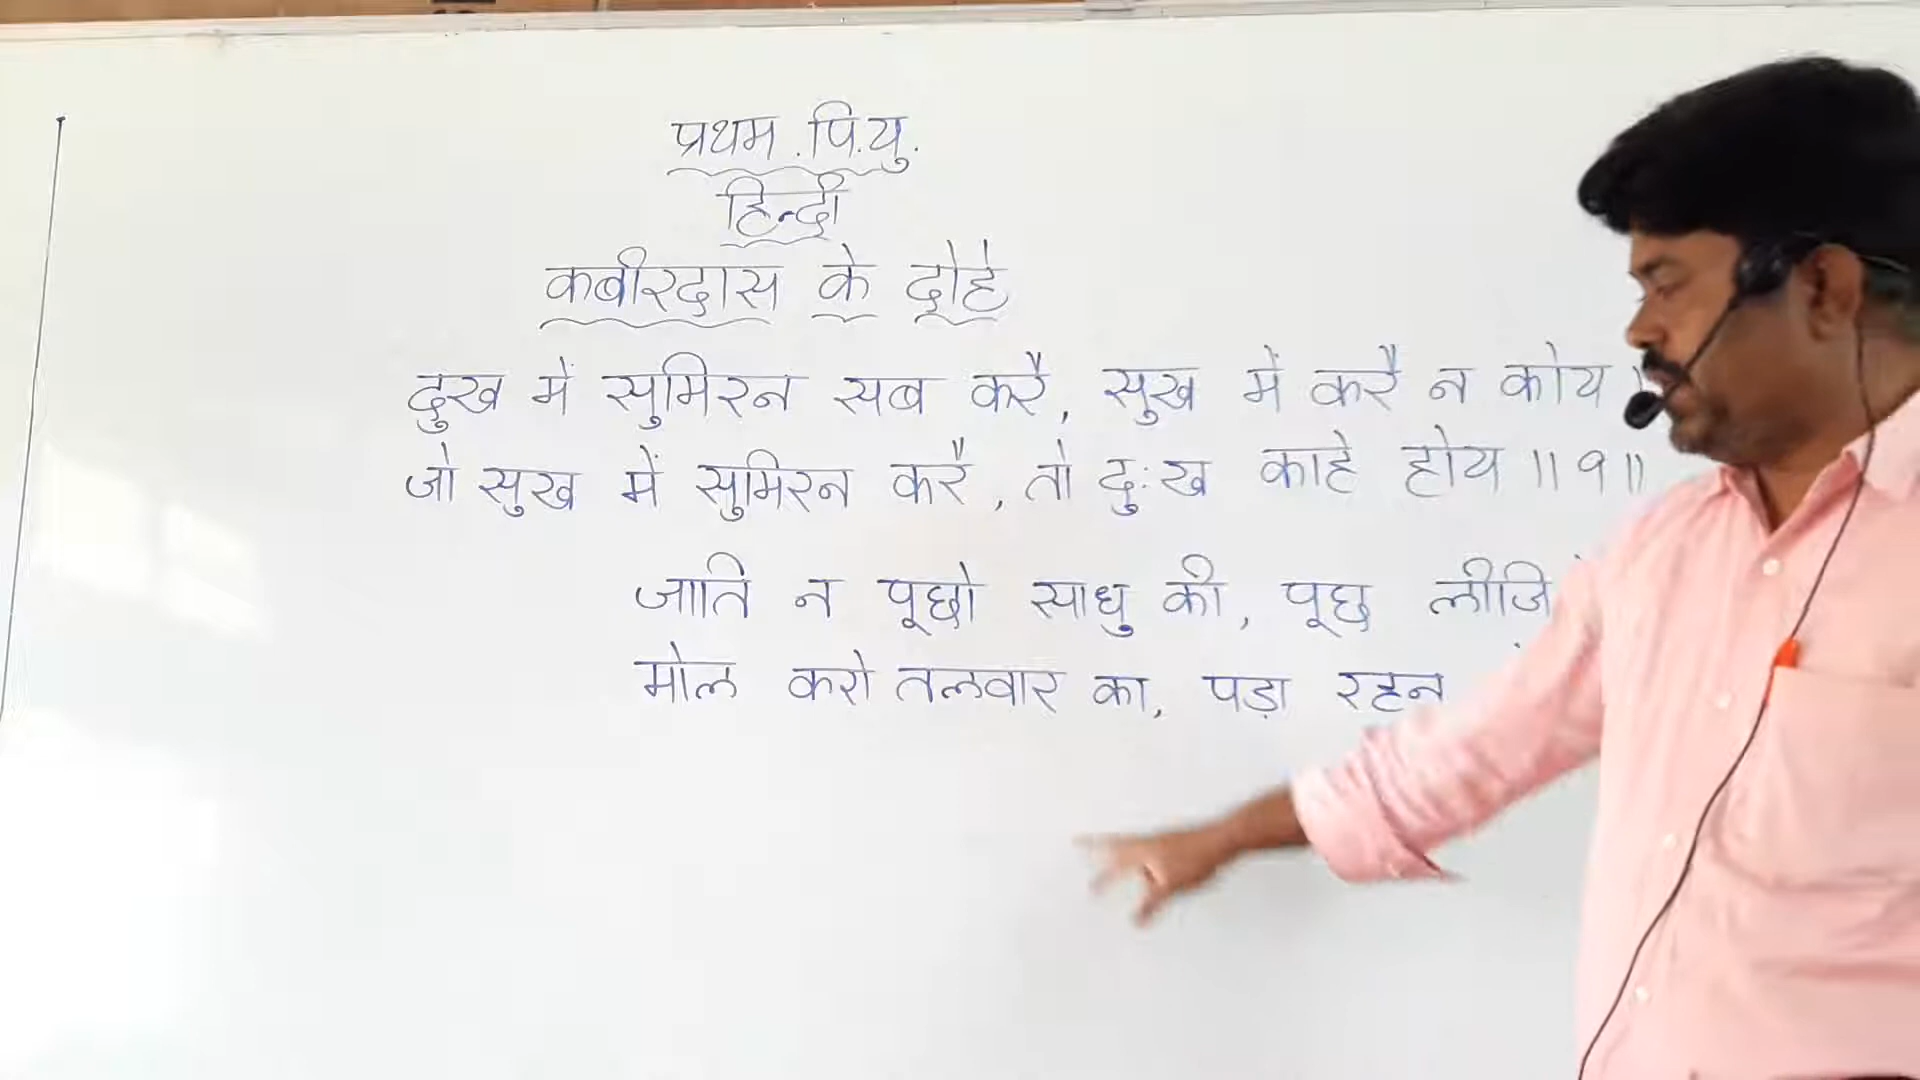 प्रथम .पि.यु.
हिन्दी
कबीरदास के दोहे
दुख में सुमिरन सब करै, सुख में करै न कोय ।
जो सुख में सुमिरन करै, तो दुःख काहे होय ॥१॥
जाति न पूछो साधु की, पूछ
मोल करो तलवार का, पड़ा रहन